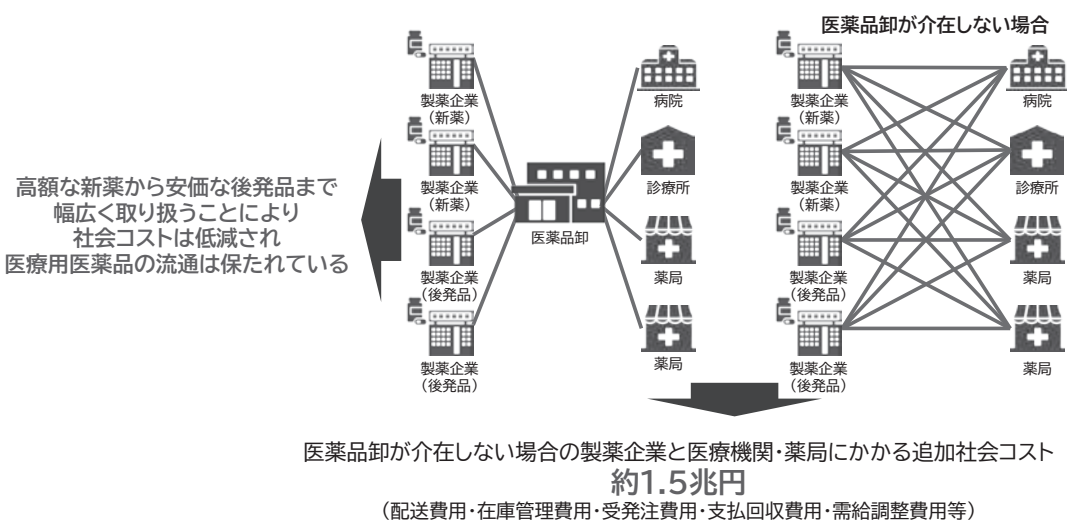 高額な新薬から安価な後発品まで
幅広く取り扱うことにより
社会コストは低減され
医療用医薬品の流通は保たれている
製薬企業
(新薬)
製薬企業
(新薬)
製薬企業
(後発品)
製薬企業
(後発品)
医薬品卸
病院
診療所
薬局
薬局
医薬品卸が介在しない場合
製薬企業
(新薬)
製薬企業
(新薬)
製薬企業
(後発品)
製薬企業
(後発品)
病院
診療所
薬局
薬局
医薬品卸が介在しない場合の製薬企業と医療機関・薬局にかかる追加社会コスト
約1.5兆円
(配送費用・在庫管理費用・受発注費用・支払回収費用・需給調整費用等)